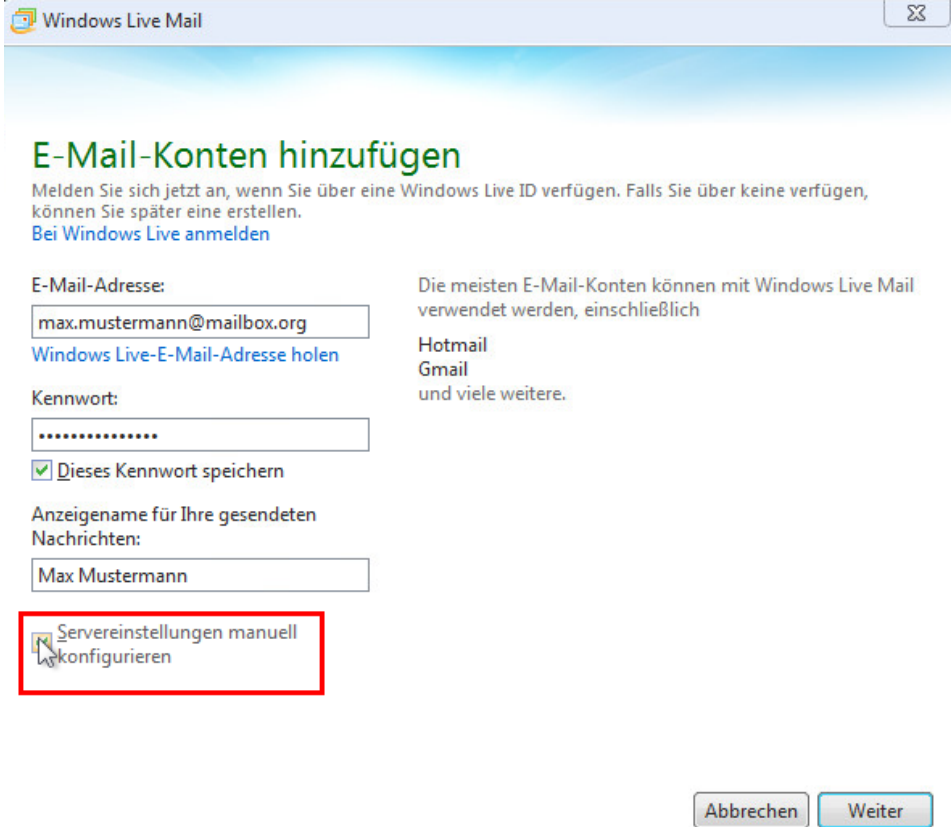 Windows Live Mail
E-Mail-Konten hinzufügen
Melden Sie sich jetzt an, wenn Sie über eine Windows Live ID verfügen. Falls Sie über keine verfügen,
können Sie später eine erstellen.
Bei Windows Live anmelden
E-Mail-Adresse:
max.mustermann@mailbox.org
Windows Live-E-Mail-Adresse holen
Kennwort:
•••••••••••••••
Dieses Kennwort speichern
Anzeigename für Ihre gesendeten
Nachrichten:
Max Mustermann
Servereinstellungen manuell
konfigurieren
Die meisten E-Mail-Konten können mit Windows Live Mail
verwendet werden, einschließlich
Hotmail
Gmail
und viele weitere.
Abbrechen
Weiter